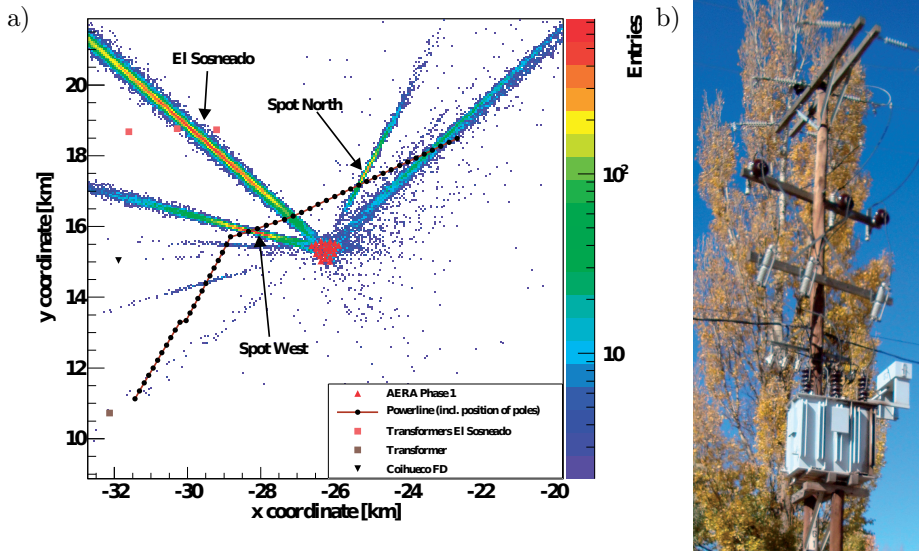 a)
b)
y coordinate [km]
20
18
16
14
12
10
El Sosneado
Spot North
Spot West
AERA Phase 1
Powerline (incl. position of poles)
Transformers El Sosneado
Transformer
Coihueco FD
-32
-30
-28
-26
-24
-22
-20
x coordinate [km]
Entries
10²
10